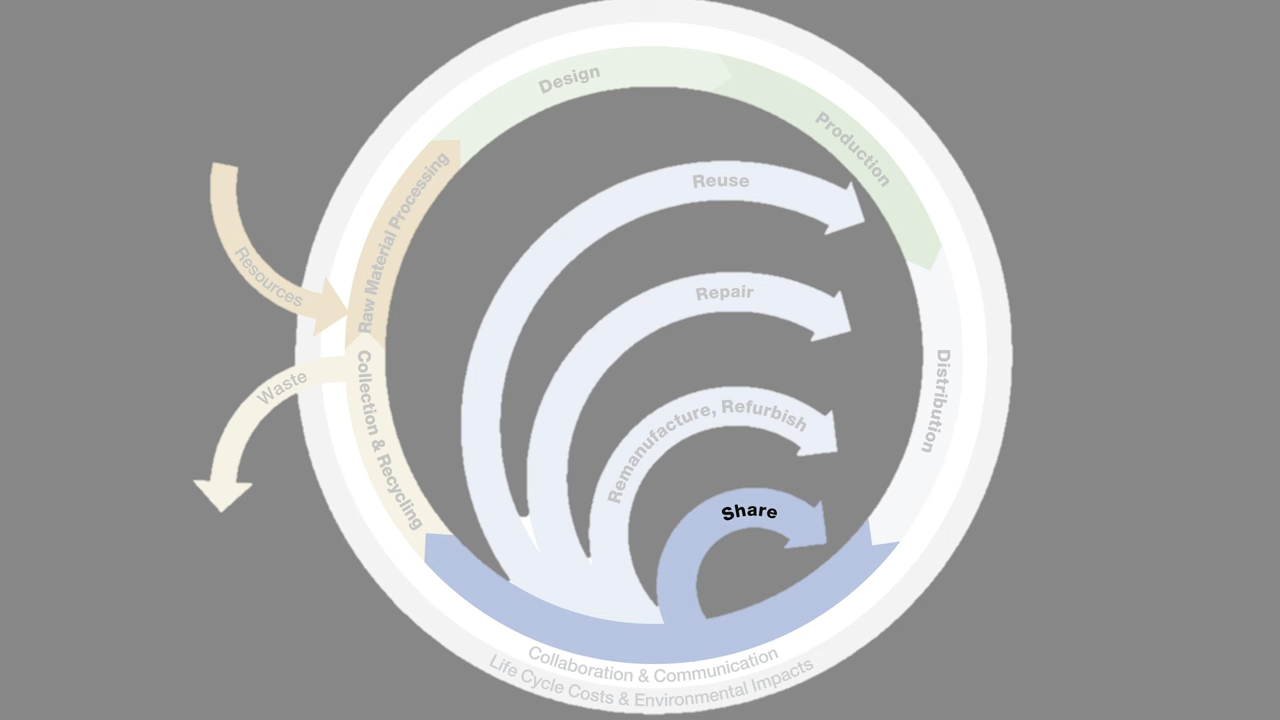 Design
Production
Reuse
Raw Material Processing
Resources
Repair
Distribution
Waste
Collection & Recycling
Remanufacture, Refurbish
Share
Collaboration & Communication
Life Cycle Costs & Environmental Impacts